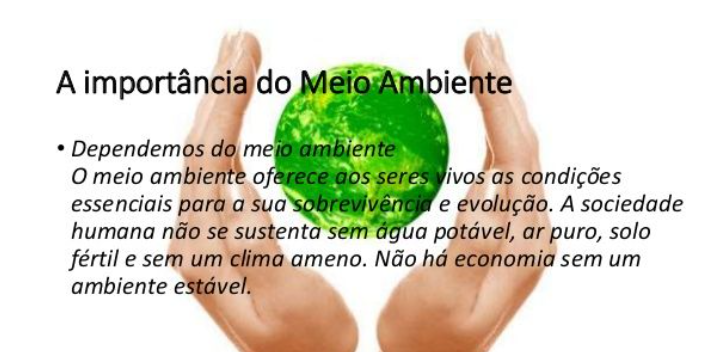 A importância do Meio Ambiente
• Dependemos do meio ambiente
O meio ambiente oferece aos seres vivos as condições
essenciais para a sua sobrevivência e evolução. A sociedade
humana não se sustenta sem água potável, ar puro, solo
fértil e sem um clima ameno. Não há economia sem um
ambiente estável.